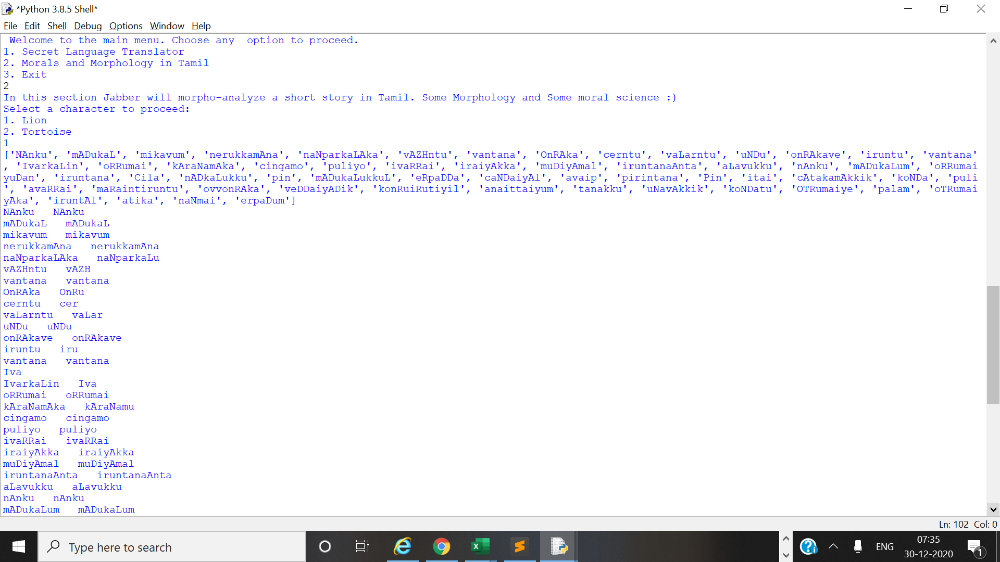 *Python 3.8.5 Shell*
File Edit Shell Debug Options Window Help
Welcome to the main menu. Choose any  option to proceed.
1. Secret Language Translator
2. Morals and Morphology in Tamil
3. Exit
2
In this section Jabber will morpho-analyze a short story in Tamil. Some Morphology and Some moral science :)
Select a character to proceed:
1. Lion
2. Tortoise
1
['NAnku', 'mADukaL', 'mikavum', 'nerukkamAna', 'naNparkaLAka', 'vAZHntu', 'vantana', 'OnRAka', 'cerntu', 'vaLarntu', 'uNDu', 'onRAkave', 'iruntu', 'vantana'
, 'IvarkaLin', 'oRRumai', 'kAraNamAka', 'cingamo', 'puliyo', 'ivaRRai', 'iraiyAkka', 'muDiyAmal', 'iruntanaAnta', 'aLavukku', 'nAnku', 'mADukaLum', 'oRRumai
yuDan', 'iruntana', 'Cila', 'nADkaLukku', 'pin', 'mADukaLukkuL', 'eRpaDDa', 'caNDaiyAl', 'avaip', 'pirintana', 'Pin', 'itai', 'cAtakamAkkik', 'koNDa', 'puli
', 'avaRRai', 'maRaintiruntu', 'ovvonRAka', 'veDDaiyADik', 'konRuiRutiyil', 'anaittaiyum', 'tanakku', 'uNavAkkik', 'koNDatu', 'OTRumaiye', 'palam', 'oTRumai
yAka', 'iruntAl', 'atika', 'naNmai', 'erpaDum']
NAnku   NAnku
mADukaL   mADukaL
mikavum   mikavum
nerukkamAna   nerukkamAna
naNparkaLAka   naNparkaLu
vAZHntu   vAZH
vantana   vantana
OnRAka   OnRu
cerntu   cer
vaLarntu   vaLar
uNDu   uNDu
onRAkave   onRAkave
iruntu   iru
vantana   vantana
Iva
IvarkaLin   Iva
oRRumai   oRRumai
kAraNamAka   kAraNamu
cingamo   cingamo
puliyo   puliyo
ivaRRai   ivaRRai
iraiyAkka   iraiyAkka
muDiyAmal   muDiyAmal
iruntanaAnta   iruntanaAnta
aLavukku   aLavukku
nAnku   nAnku
mADukaLum   mADukaLum
Ln: 102 Col: 0
Type here to search
ENG
07:35
30-12-2020
1